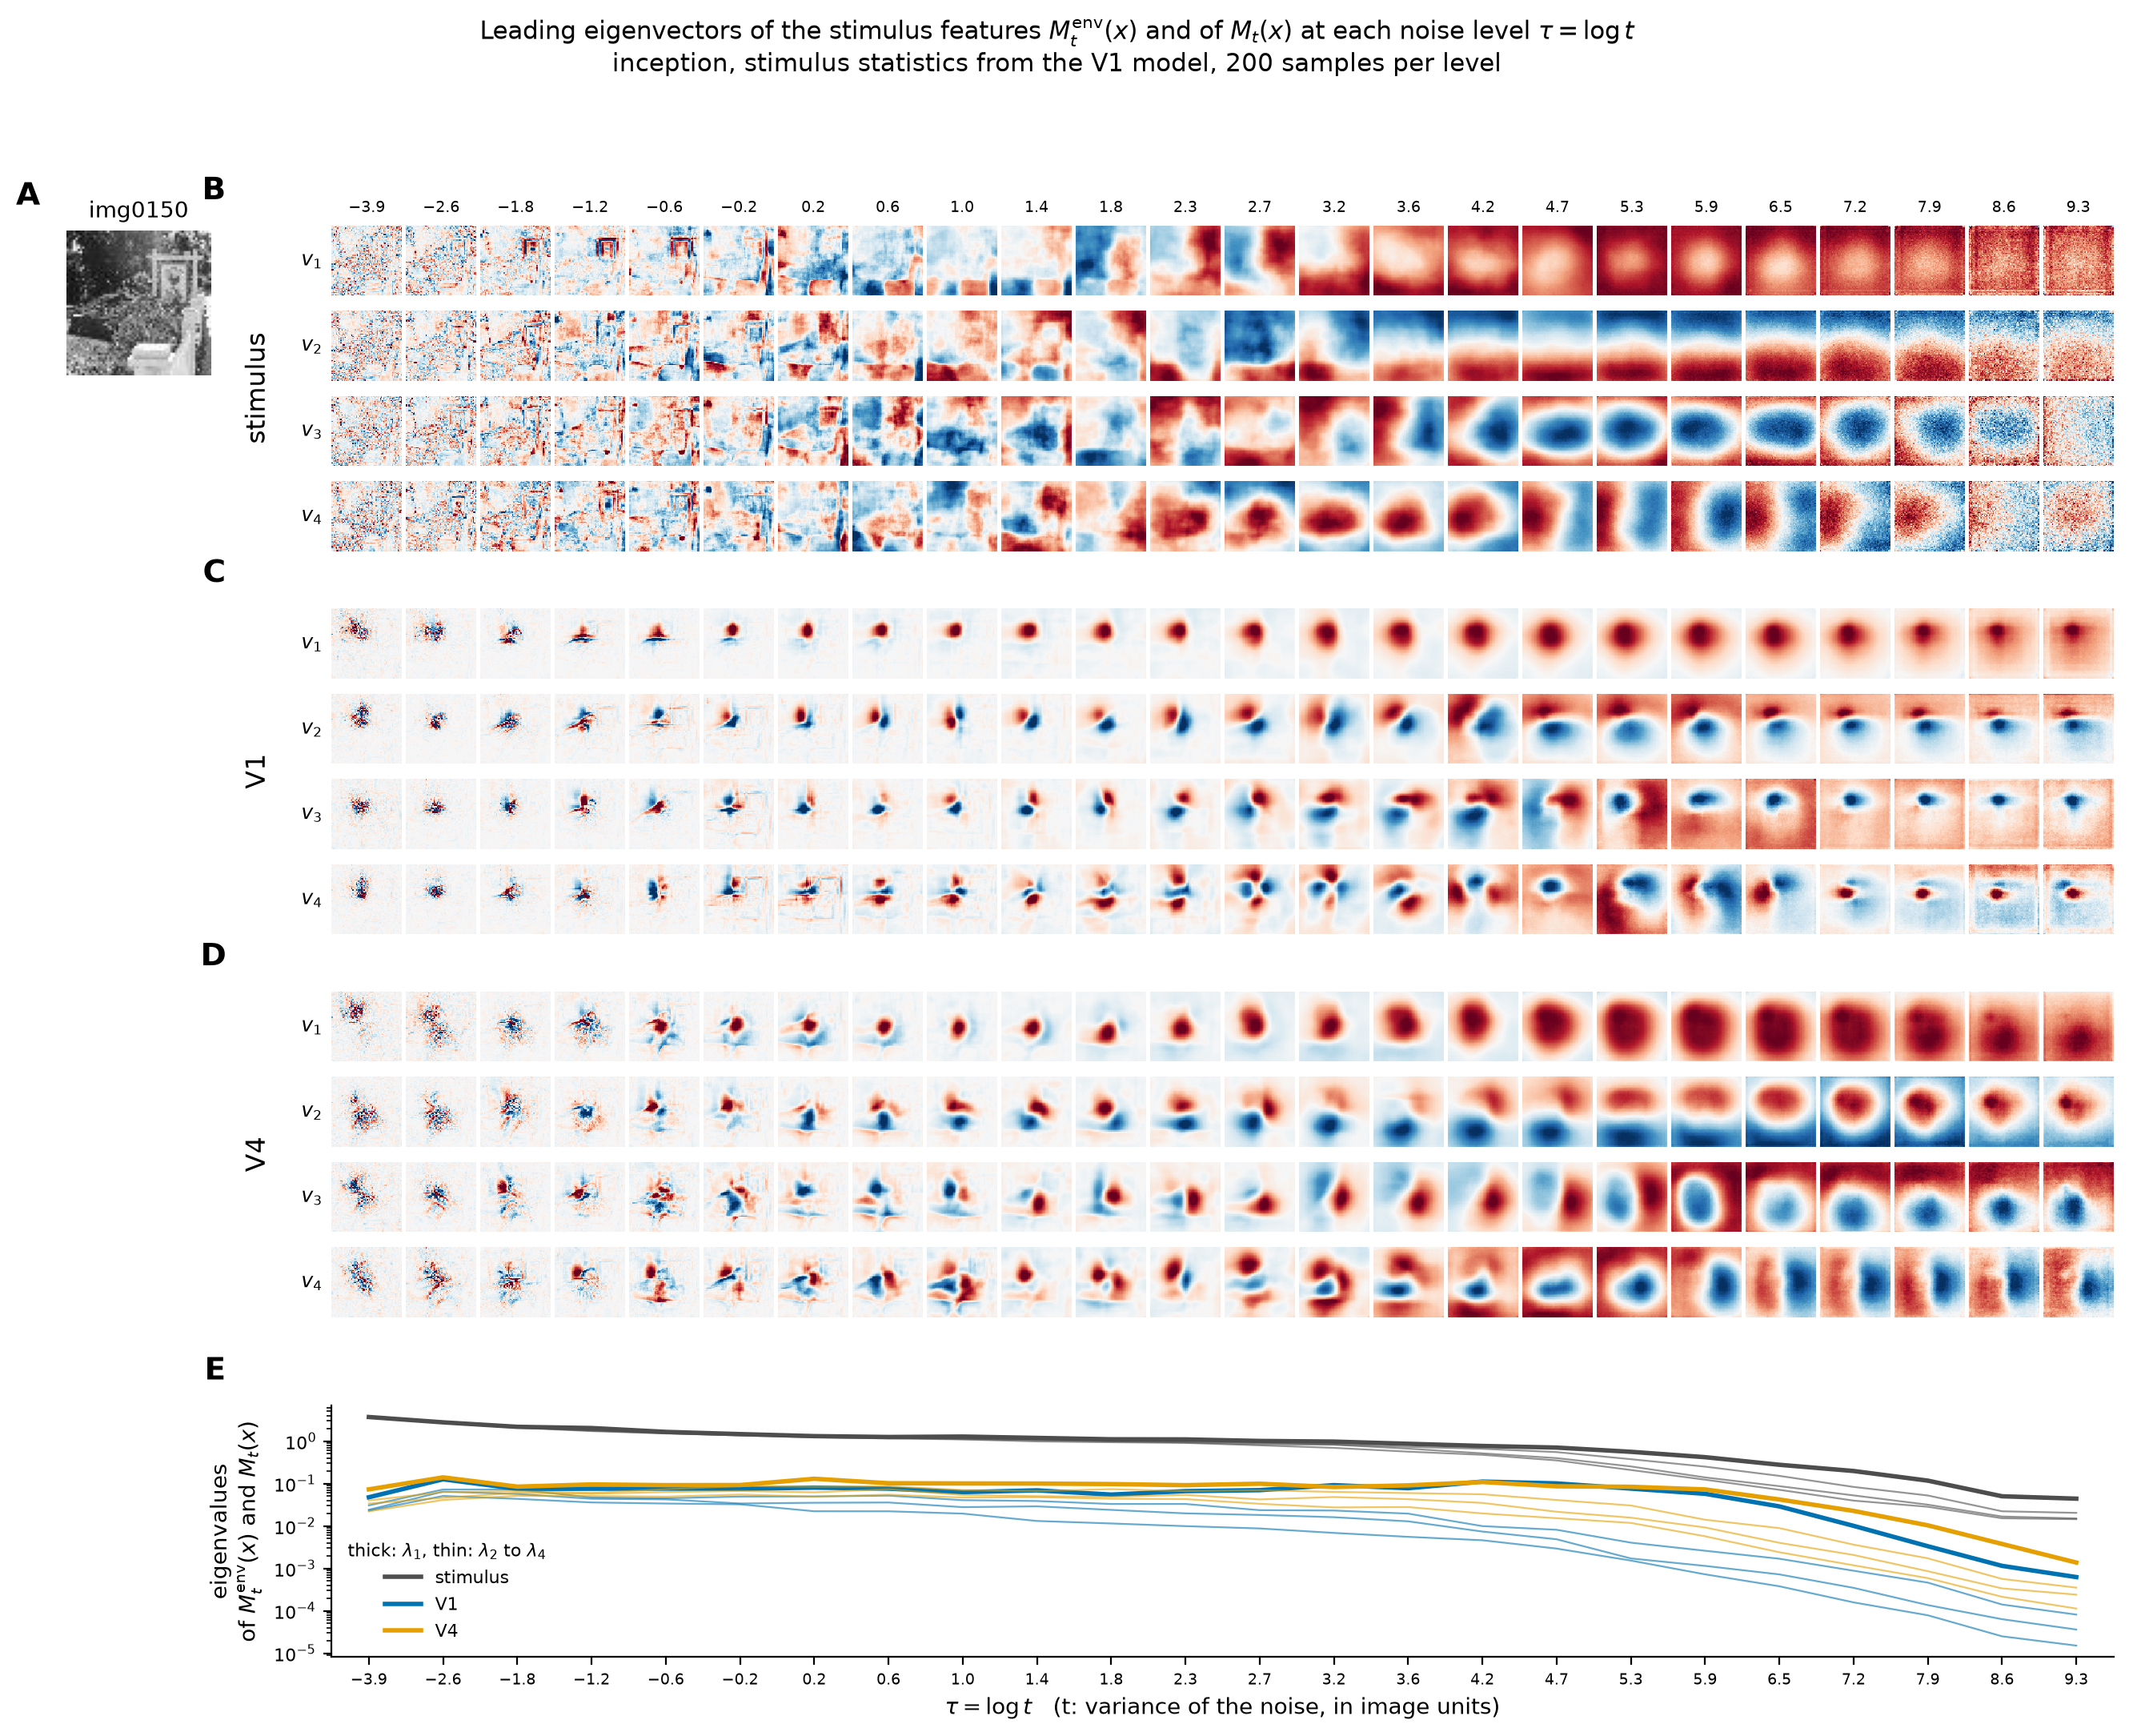 Leading eigenvectors of the stimulus features $M_t^{env}(x)$ and of $M_t(x)$ at each noise level $\tau = \log t$
inception, stimulus statistics from the V1 model, 200 samples per level
A
img0150
B
−3.9 −2.6 −1.8 −1.2 −0.6 −0.2 0.2 0.6 1.0 1.4 1.8 2.3 2.7 3.2 3.6 4.2 4.7 5.3 5.9 6.5 7.2 7.9 8.6 9.3
stimulus
$v_1$
$v_2$
$v_3$
$v_4$
C
V1
$v_1$
$v_2$
$v_3$
$v_4$
D
V4
$v_1$
$v_2$
$v_3$
$v_4$
E
eigenvalues
of $M_t^{env}(x)$ and $M_t(x)$
$10^0$
$10^{-1}$
$10^{-2}$
$10^{-3}$
$10^{-4}$
$10^{-5}$
thick: $\lambda_1$, thin: $\lambda_2$ to $\lambda_4$
stimulus
V1
V4
−3.9 −2.6 −1.8 −1.2 −0.6 −0.2 0.2 0.6 1.0 1.4 1.8 2.3 2.7 3.2 3.6 4.2 4.7 5.3 5.9 6.5 7.2 7.9 8.6 9.3
$\tau = \log t$ (t: variance of the noise, in image units)